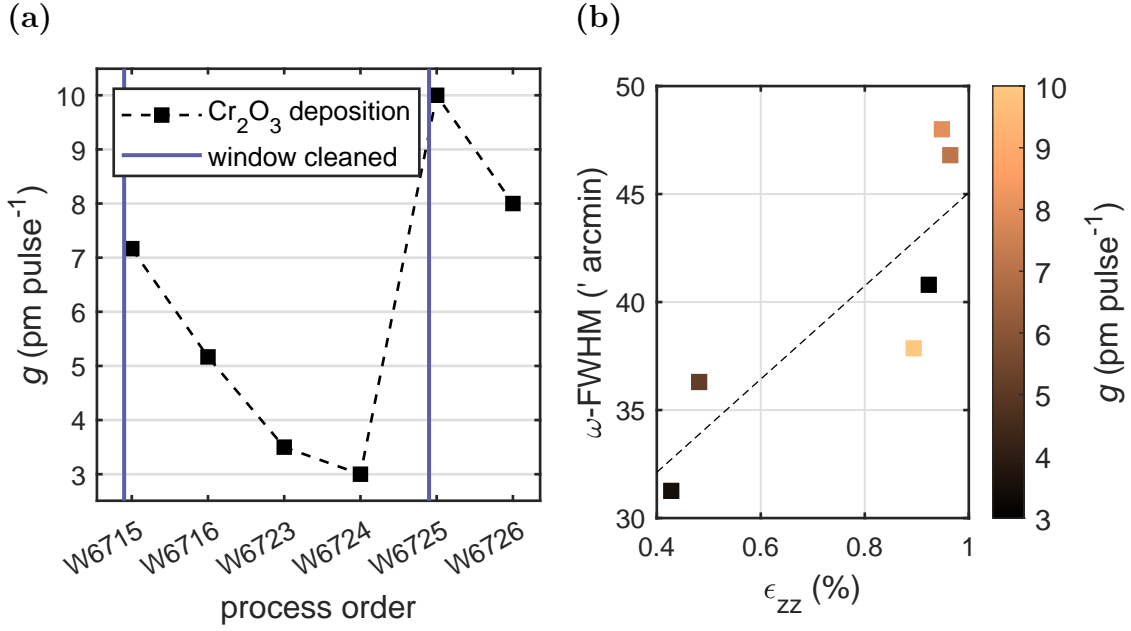 (a)
10
9
8
7
6
5
4
3
g (pm pulse⁻¹)
Cr₂O₃ deposition
window cleaned
W6715
W6716
W6723
W6724
W6725
W6726
process order
(b)
50
45
40
35
30
ω-FWHM (' arcmin)
0.4
0.6
0.8
1
ϵzz (%)
10
9
8
7
6
5
4
3
g (pm pulse⁻¹)